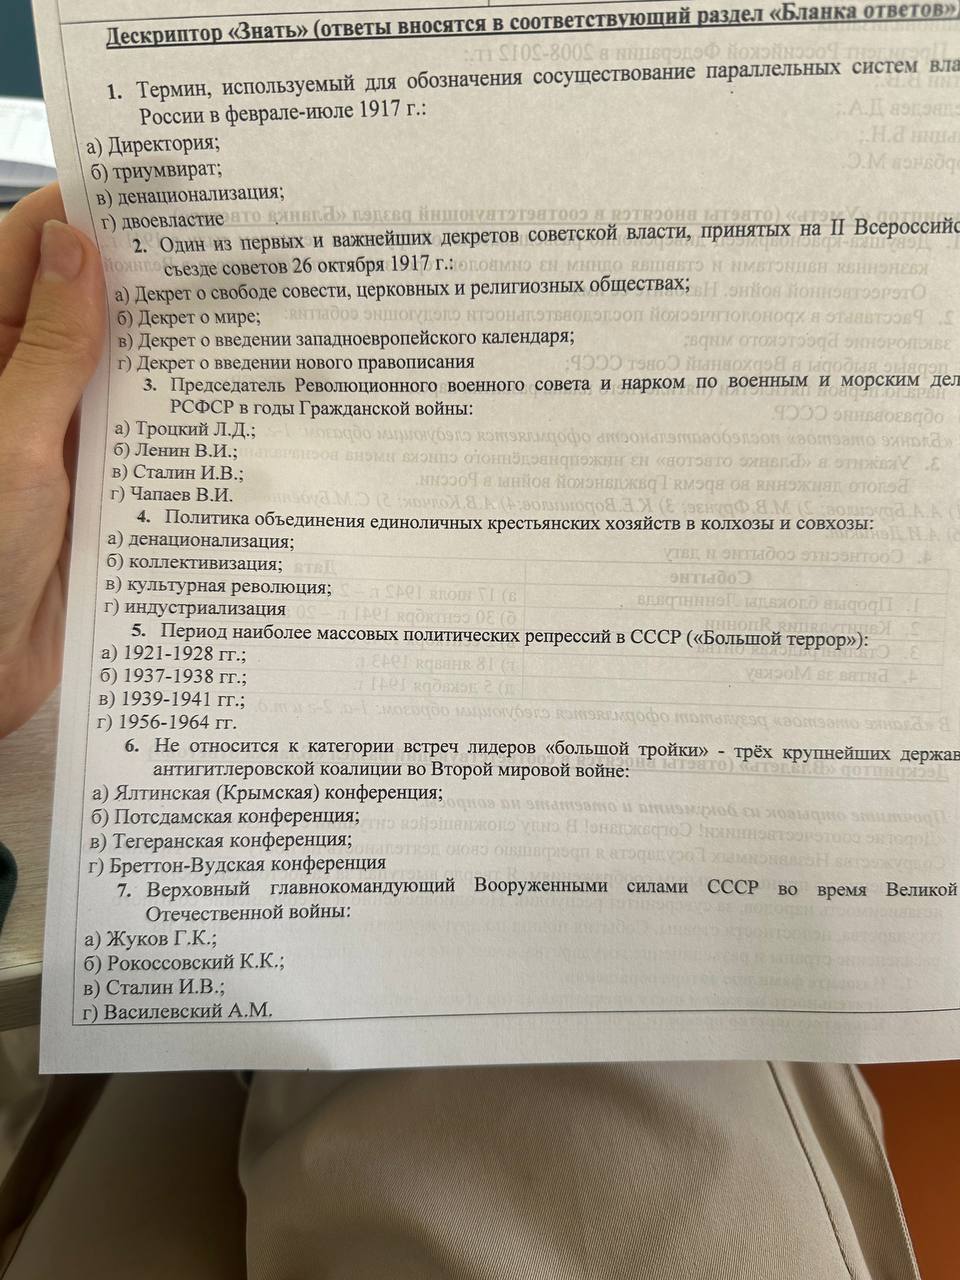 Дескриптор «Знать» (ответы вносятся в соответствующий раздел «Бланка ответов»)
1. Термин, используемый для обозначения сосуществование параллельных систем
России в феврале-июле 1917 г.:
а) Директория;
б) триумвират;
в) денационализация;
г) двоевластие
2. Один из первых и важнейших декретов советской власти, принятых на II
съезде советов 26 октября 1917 г.:
а) Декрет о свободе совести, церковных и религиозных обществах;
б) Декрет о мире;
в) Декрет о введении западноевропейского календаря;
г) Декрет о введении нового правописания
3. Председатель Революционного военного совета и нарком по военным и морским
РСФСР в годы Гражданской войны:
а) Троцкий Л.Д.;
б) Ленин В.И.;
в) Сталин И.В.;
г) Чапаев В.И.
4. Политика объединения единоличных крестьянских хозяйств в колхозы и совхозы:
а) денационализация;
б) коллективизация;
в) культурная революция;
г) индустриализация
5. Период наиболее массовых политических репрессий в СССР («Большой террор»):
а) 1921-1928 гг.;
б) 1937-1938 гг.;
в) 1939-1941 гг.;
г) 1956-1964 гг.
6. Не относится к категории встреч лидеров «большой тройки» - трёх крупнейших держав
антигитлеровской коалиции во Второй мировой войне:
а) Ялтинская (Крымская) конференция;
б) Потсдамская конференция;
в) Тегеранская конференция;
г) Бреттон-Вудская конференция
7. Верховный главнокомандующий Вооруженными силами СССР во время Великой
Отечественной войны:
а) Жуков Г.К.;
б) Рокоссовский К.К.;
в) Сталин И.В.;
г) Василевский А.М.